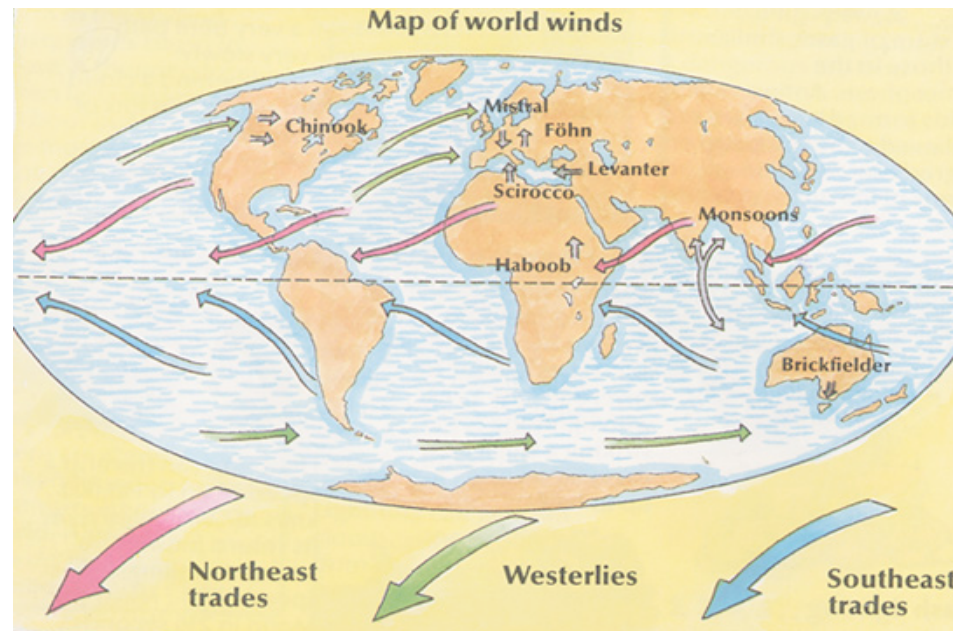 Map of world winds
Mistral
Chinook
Föhn
Levanter
Scirocco
Monsoons
Haboob
Brickfielder
Northeast
trades
Westerlies
Southeast
trades